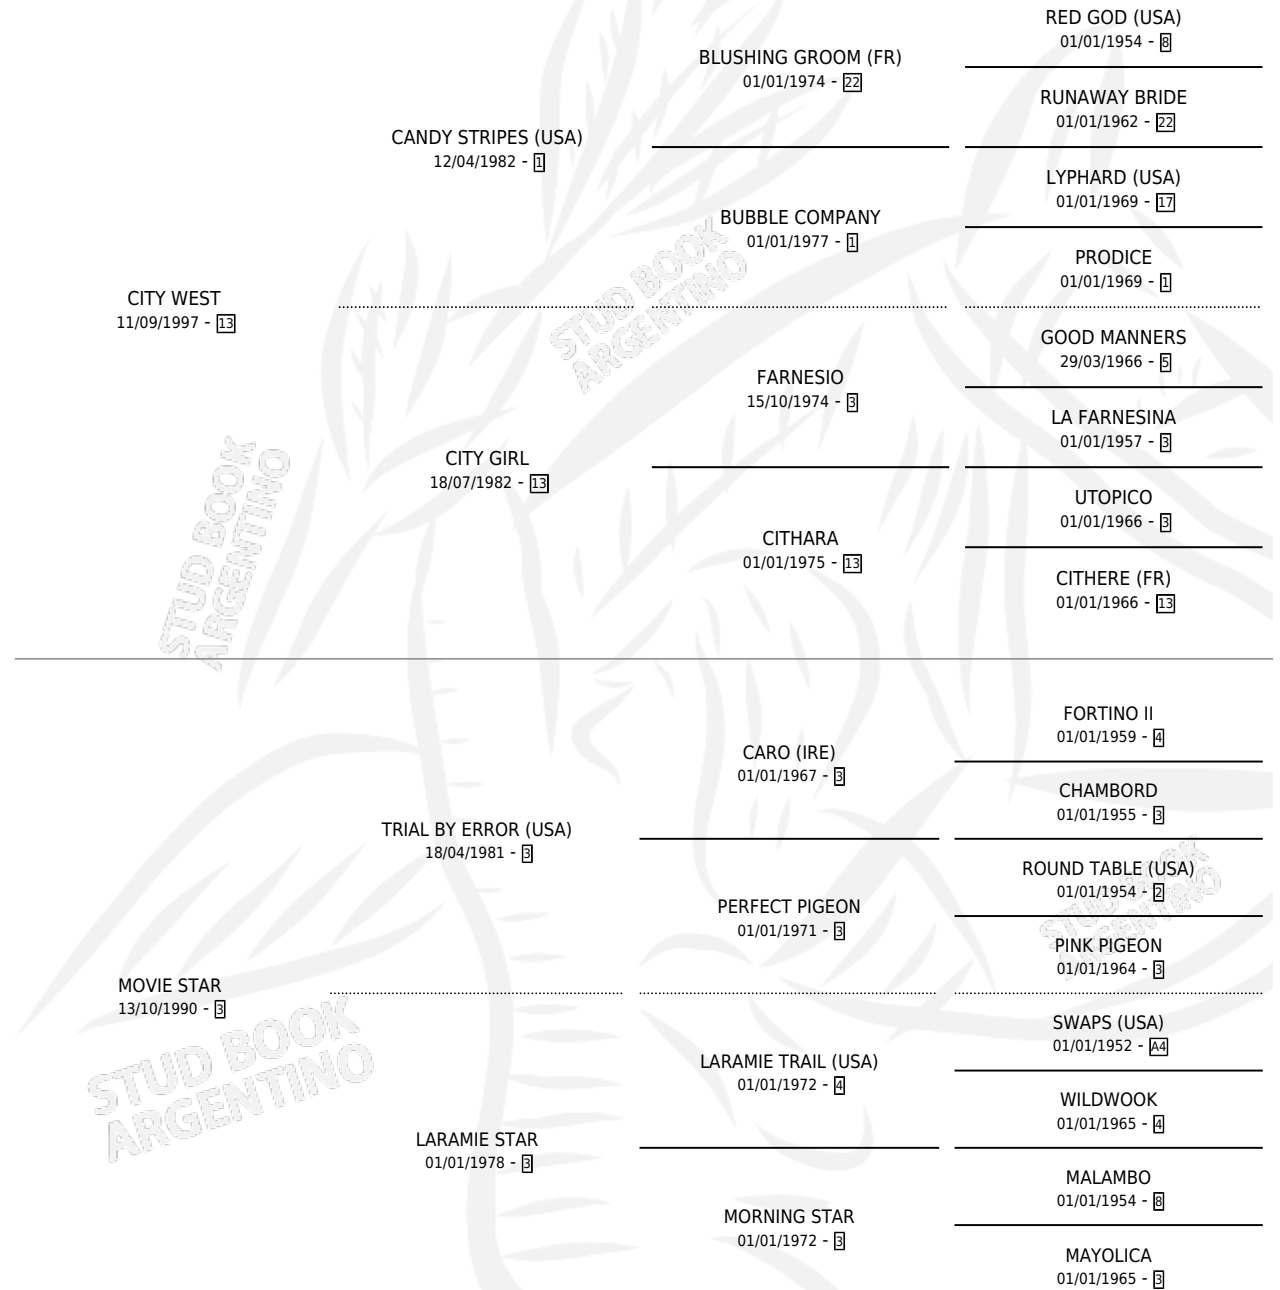 RED GOD (USA)
01/01/1954 - 8
BLUSHING GROOM (FR)
01/01/1974 - 22
RUNAWAY BRIDE
01/01/1962 - 22
CANDY STRIPES (USA)
12/04/1982 - 1
LYPHARD (USA)
01/01/1969 - 17
BUBBLE COMPANY
01/01/1977 - 1
PRODICE
01/01/1969 - 1
CITY WEST
11/09/1997 - 13
GOOD MANNERS
29/03/1966 - 5
FARNESIO
15/10/1974 - 3
LA FARNESINA
01/01/1957 - 3
CITY GIRL
18/07/1982 - 13
UTOPICO
01/01/1966 - 3
CITHARA
01/01/1975 - 13
CITHERE (FR)
01/01/1966 - 13
FORTINO II
01/01/1959 - 4
CARO (IRE)
01/01/1967 - 3
CHAMBORD
01/01/1955 - 3
TRIAL BY ERROR (USA)
18/04/1981 - 3
ROUND TABLE (USA)
01/01/1954 - 2
PERFECT PIGEON
01/01/1971 - 3
PINK PIGEON
01/01/1964 - 3
MOVIE STAR
13/10/1990 - 3
SWAPS (USA)
01/01/1952 - A4
LARAMIE TRAIL (USA)
01/01/1972 - 4
WILDWOOK
01/01/1965 - 4
LARAMIE STAR
01/01/1978 - 3
MALAMBO
01/01/1954 - 8
MORNING STAR
01/01/1972 - 3
MAYOLICA
01/01/1965 - 3
STUD BOOK
ARGENTINO
STUD BOOK
ARGENTINO
STUD BOOK
ARGENTINO
STUD BOOK
ARGENTINO